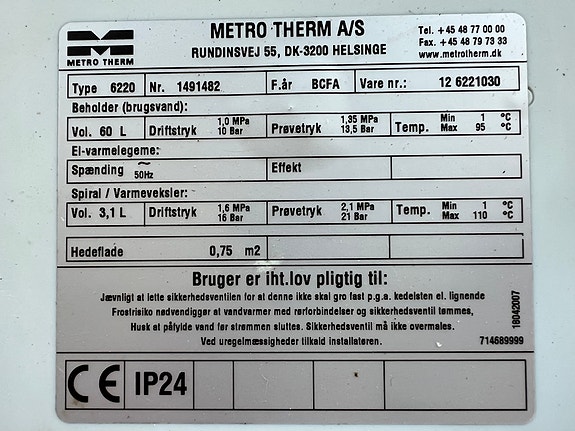 METRO THERM
METRO THERM A/S
RUNDINSVEJ 55, DK-3200 HELSINGE
Tel. +45 48 77 00 00
Fax. +45 48 79 73 33
www.metrotherm.dk
Type 6220 Nr. 1491482 F.år BCFA Vare nr.: 12 6221030
Beholder (brugsvand):
Vol. 60 L Driftstryk 1,0 MPa 10 Bar Prøvetryk 1,35 MPa 13,5 Bar Temp. Min 1 °C Max 95 °C
El-varmelegeme:
Spænding ~ 50Hz Effekt
Spiral / Varmeveksler:
Vol. 3,1 L Driftstryk 1,6 MPa 16 Bar Prøvetryk 2,1 MPa 21 Bar Temp. Min 1 °C Max 110 °C
Hedeflade 0,75 m2
Bruger er iht.lov pligtig til:
Jævnligt at lette sikkerhedsventilen for at denne ikke skal gro fast p.g.a. kedelsten el. lignende
Frostrisiko nødvendiggør at vandvarmer med rørforbindelser og sikkerhedsventil tømmes,
Husk at påfylde vand før strømmen sluttes. Sikkerhedsventil må ikke overmales.
Ved uregelmæssigheder tilkald installatøren.
18042007
714689999
CE IP24